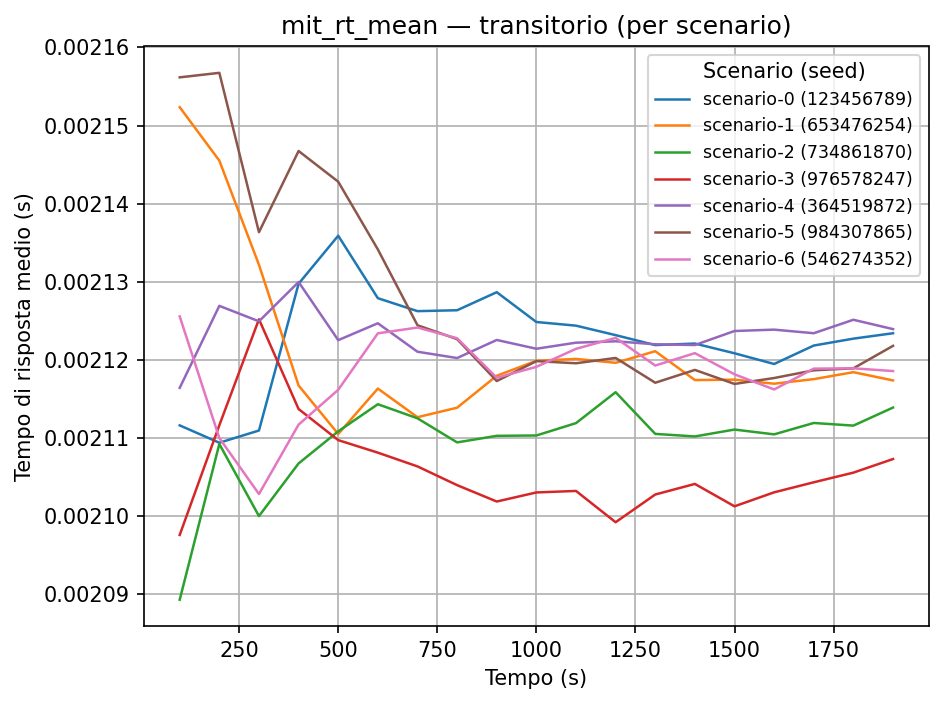 mit_rt_mean — transitorio (per scenario)
Tempo di risposta medio (s)
0.00216
0.00215
0.00214
0.00213
0.00212
0.00211
0.00210
0.00209
Scenario (seed)
scenario-0 (123456789)
scenario-1 (653476254)
scenario-2 (734861870)
scenario-3 (976578247)
scenario-4 (364519872)
scenario-5 (984307865)
scenario-6 (546274352)
250 500 750 1000 1250 1500 1750
Tempo (s)